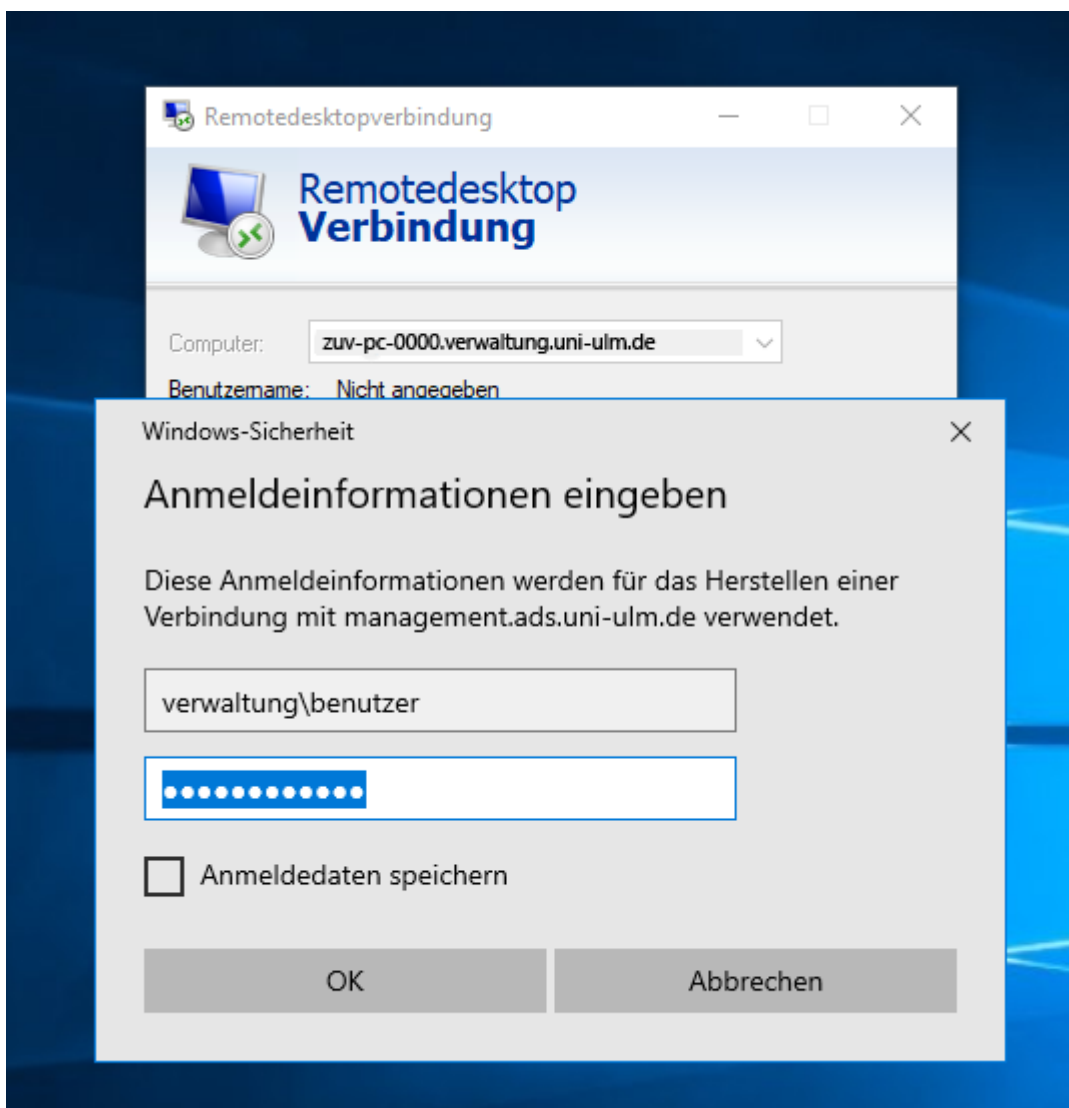 Remotedesktopverbindung
Remotedesktop
Verbindung
Computer: zuv-pc-0000.verwaltung.uni-ulm.de
Benutzername: Nicht angegeben
Windows-Sicherheit
Anmeldeinformationen eingeben
Diese Anmeldeinformationen werden für das Herstellen einer
Verbindung mit management.ads.uni-ulm.de verwendet.
verwaltung\benutzer
●●●●●●●●●●●●
Anmeldedaten speichern
OK Abbrechen